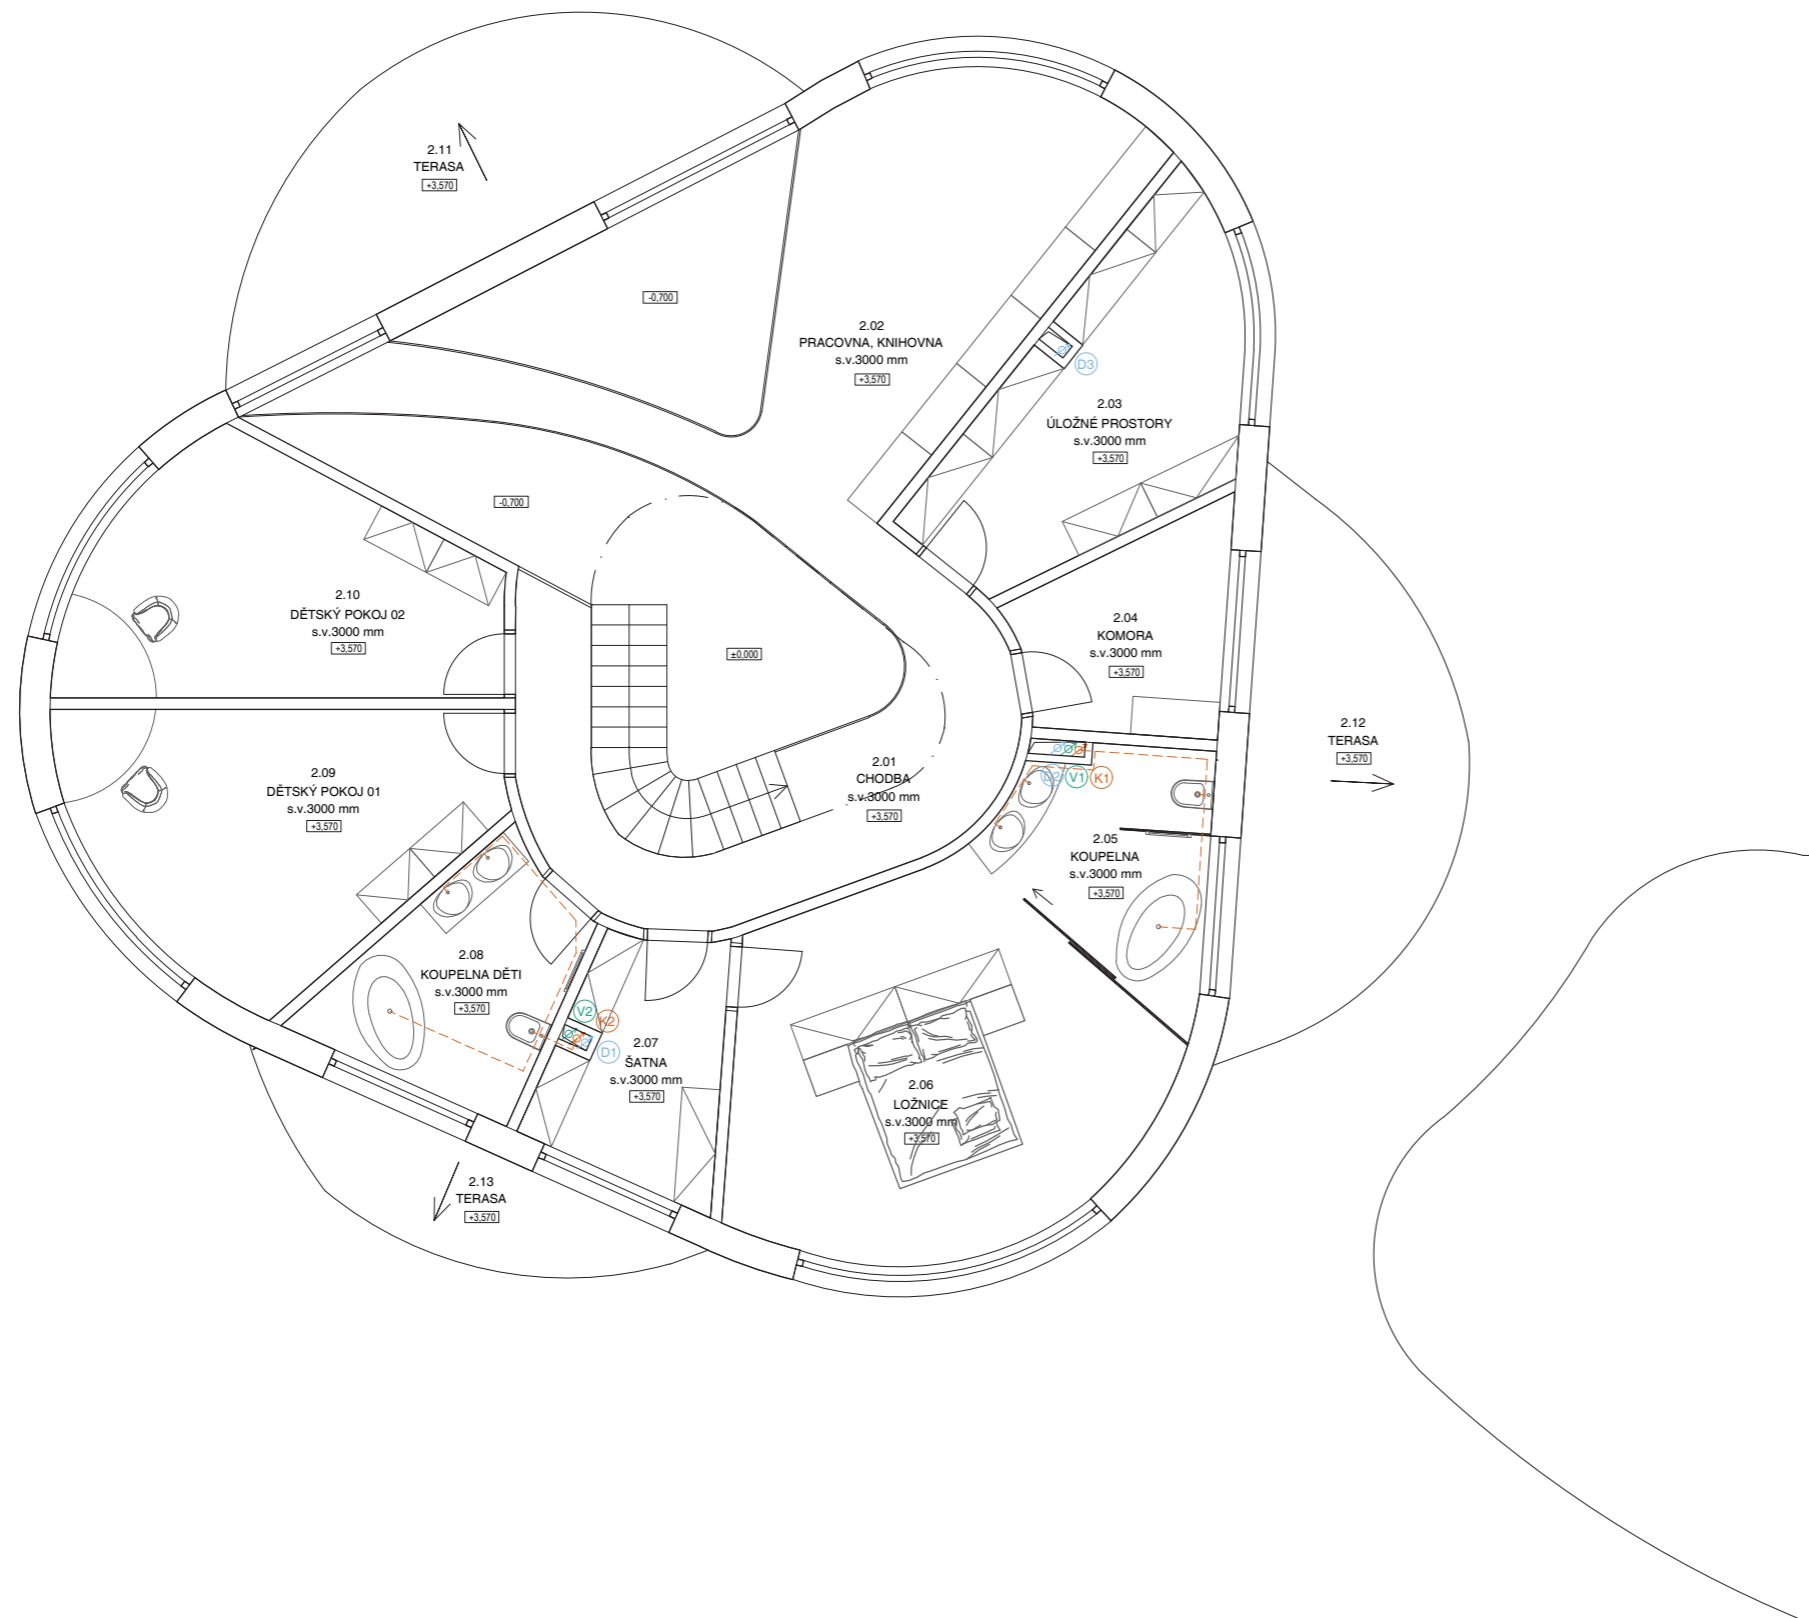 2.11
TERASA
+3,570
-0,700
2.02
PRACOVNA, KNIHOVNA
s.v.3000 mm
+3,570
D3
2.03
ÚLOŽNÉ PROSTORY
s.v.3000 mm
+3,570
-0,700
2.10
DĚTSKÝ POKOJ 02
s.v.3000 mm
+3,570
±0,000
2.04
KOMORA
s.v.3000 mm
+3,570
2.12
TERASA
+3,570
2.01
CHODBA
s.v.3000 mm
+3,570
D2
V1
K1
2.09
DĚTSKÝ POKOJ 01
s.v.3000 mm
+3,570
2.05
KOUPELNA
s.v.3000 mm
+3,570
2.08
KOUPELNA DĚTI
s.v.3000 mm
+3,570
V2
K2
D1
2.07
ŠATNA
s.v.3000 mm
+3,570
2.06
LOŽNICE
s.v.3000 mm
+3,570
2.13
TERASA
+3,570